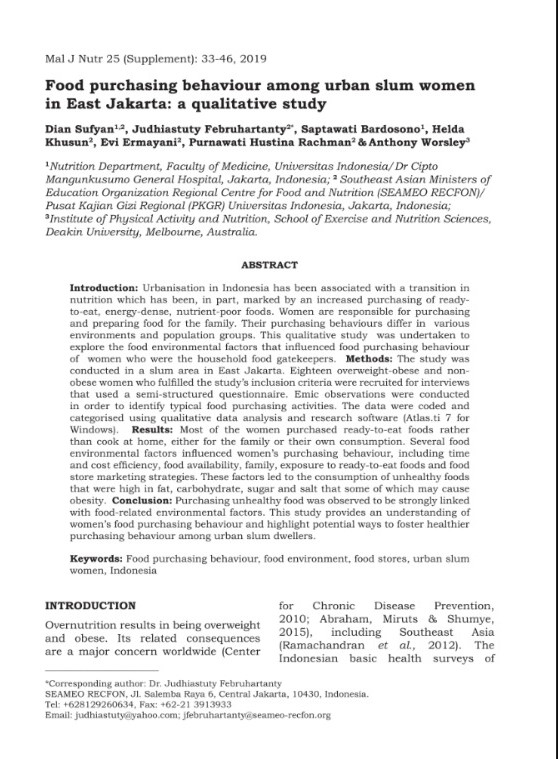 Mal J Nutr 25 (Supplement): 33-46, 2019
Food purchasing behaviour among urban slum women
in East Jakarta: a qualitative study
Dian Sufyan¹,², Judhiastuty Februhartanty²*, Saptawati Bardosono¹, Helda
Khusun², Evi Ermayani², Purnawati Hustina Rachman² & Anthony Worsley³
¹Nutrition Department, Faculty of Medicine, Universitas Indonesia/Dr Cipto
Mangunkusumo General Hospital, Jakarta, Indonesia; ² Southeast Asian Ministers of
Education Organization Regional Centre for Food and Nutrition (SEAMEO RECFON)/
Pusat Kajian Gizi Regional (PKGR) Universitas Indonesia, Jakarta, Indonesia;
³Institute of Physical Activity and Nutrition, School of Exercise and Nutrition Sciences,
Deakin University, Melbourne, Australia.
ABSTRACT
Introduction: Urbanisation in Indonesia has been associated with a transition in
nutrition which has been, in part, marked by an increased purchasing of ready-
to-eat, energy-dense, nutrient-poor foods. Women are responsible for purchasing
and preparing food for the family. Their purchasing behaviours differ in various
environments and population groups. This qualitative study was undertaken to
explore the food environmental factors that influenced food purchasing behaviour
of women who were the household food gatekeepers. Methods: The study was
conducted in a slum area in East Jakarta. Eighteen overweight-obese and non-
obese women who fulfilled the study's inclusion criteria were recruited for interviews
that used a semi-structured questionnaire. Emic observations were conducted
in order to identify typical food purchasing activities. The data were coded and
categorised using qualitative data analysis and research software (Atlas.ti 7 for
Windows). Results: Most of the women purchased ready-to-eat foods rather
than cook at home, either for the family or their own consumption. Several food
environmental factors influenced women's purchasing behaviour, including time
and cost efficiency, food availability, family, exposure to ready-to-eat foods and food
store marketing strategies. These factors led to the consumption of unhealthy foods
that were high in fat, carbohydrate, sugar and salt that some of which may cause
obesity. Conclusion: Purchasing unhealthy food was observed to be strongly linked
with food-related environmental factors. This study provides an understanding of
women's food purchasing behaviour and highlight potential ways to foster healthier
purchasing behaviour among urban slum dwellers.
Keywords: Food purchasing behaviour, food environment, food stores, urban slum
women, Indonesia
INTRODUCTION
Overnutrition results in being overweight
and obese. Its related consequences
are a major concern worldwide (Center
for Chronic Disease Prevention,
2010; Abraham, Miruts & Shumye,
2015), including Southeast Asia
(Ramachandran et al., 2012). The
Indonesian basic health surveys of
*Corresponding author: Dr. Judhiastuty Februhartanty
SEAMEO RECFON, Jl. Salemba Raya 6, Central Jakarta, 10430, Indonesia.
Tel: +628129260634, Fax: +62-21 3913933
Email: judhiastuty@yahoo.com; jfebruhartanty@seameo-recfon.org